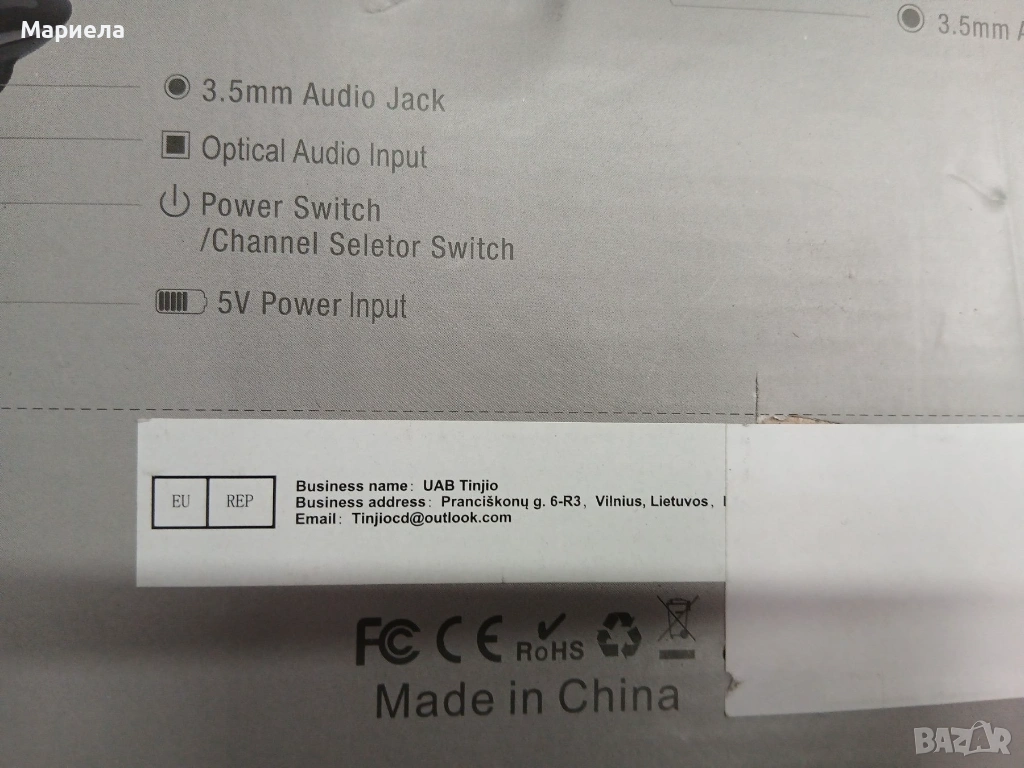 Мариела
3.5mm A
3.5mm Audio Jack
Optical Audio Input
Power Switch
/Channel Seletor Switch
5V Power Input
EU REP
Business name: UAB Tinjio
Business address: Pranciškonų g. 6-R3, Vilnius, Lietuvos,
Email: Tinjiocd@outlook.com
FC CE RoHS
Made in China
BAZAR